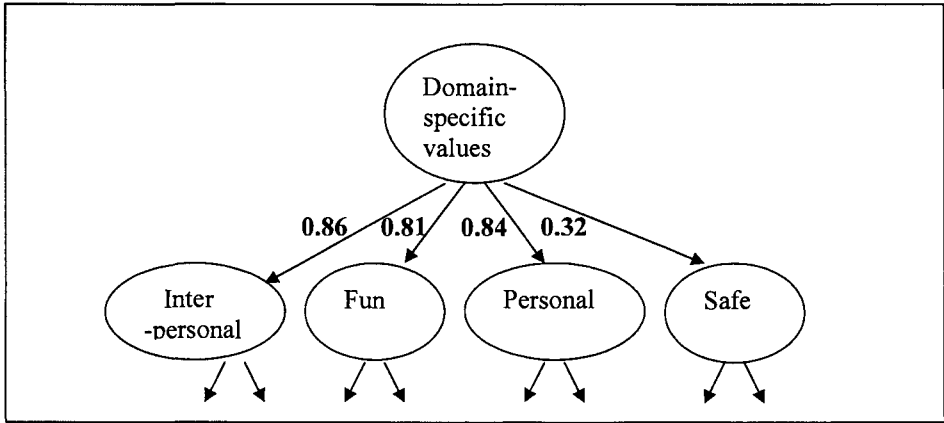 Domain-
specific
values
0.86 0.81 0.84 0.32
Inter
-personal
Fun
Personal
Safe